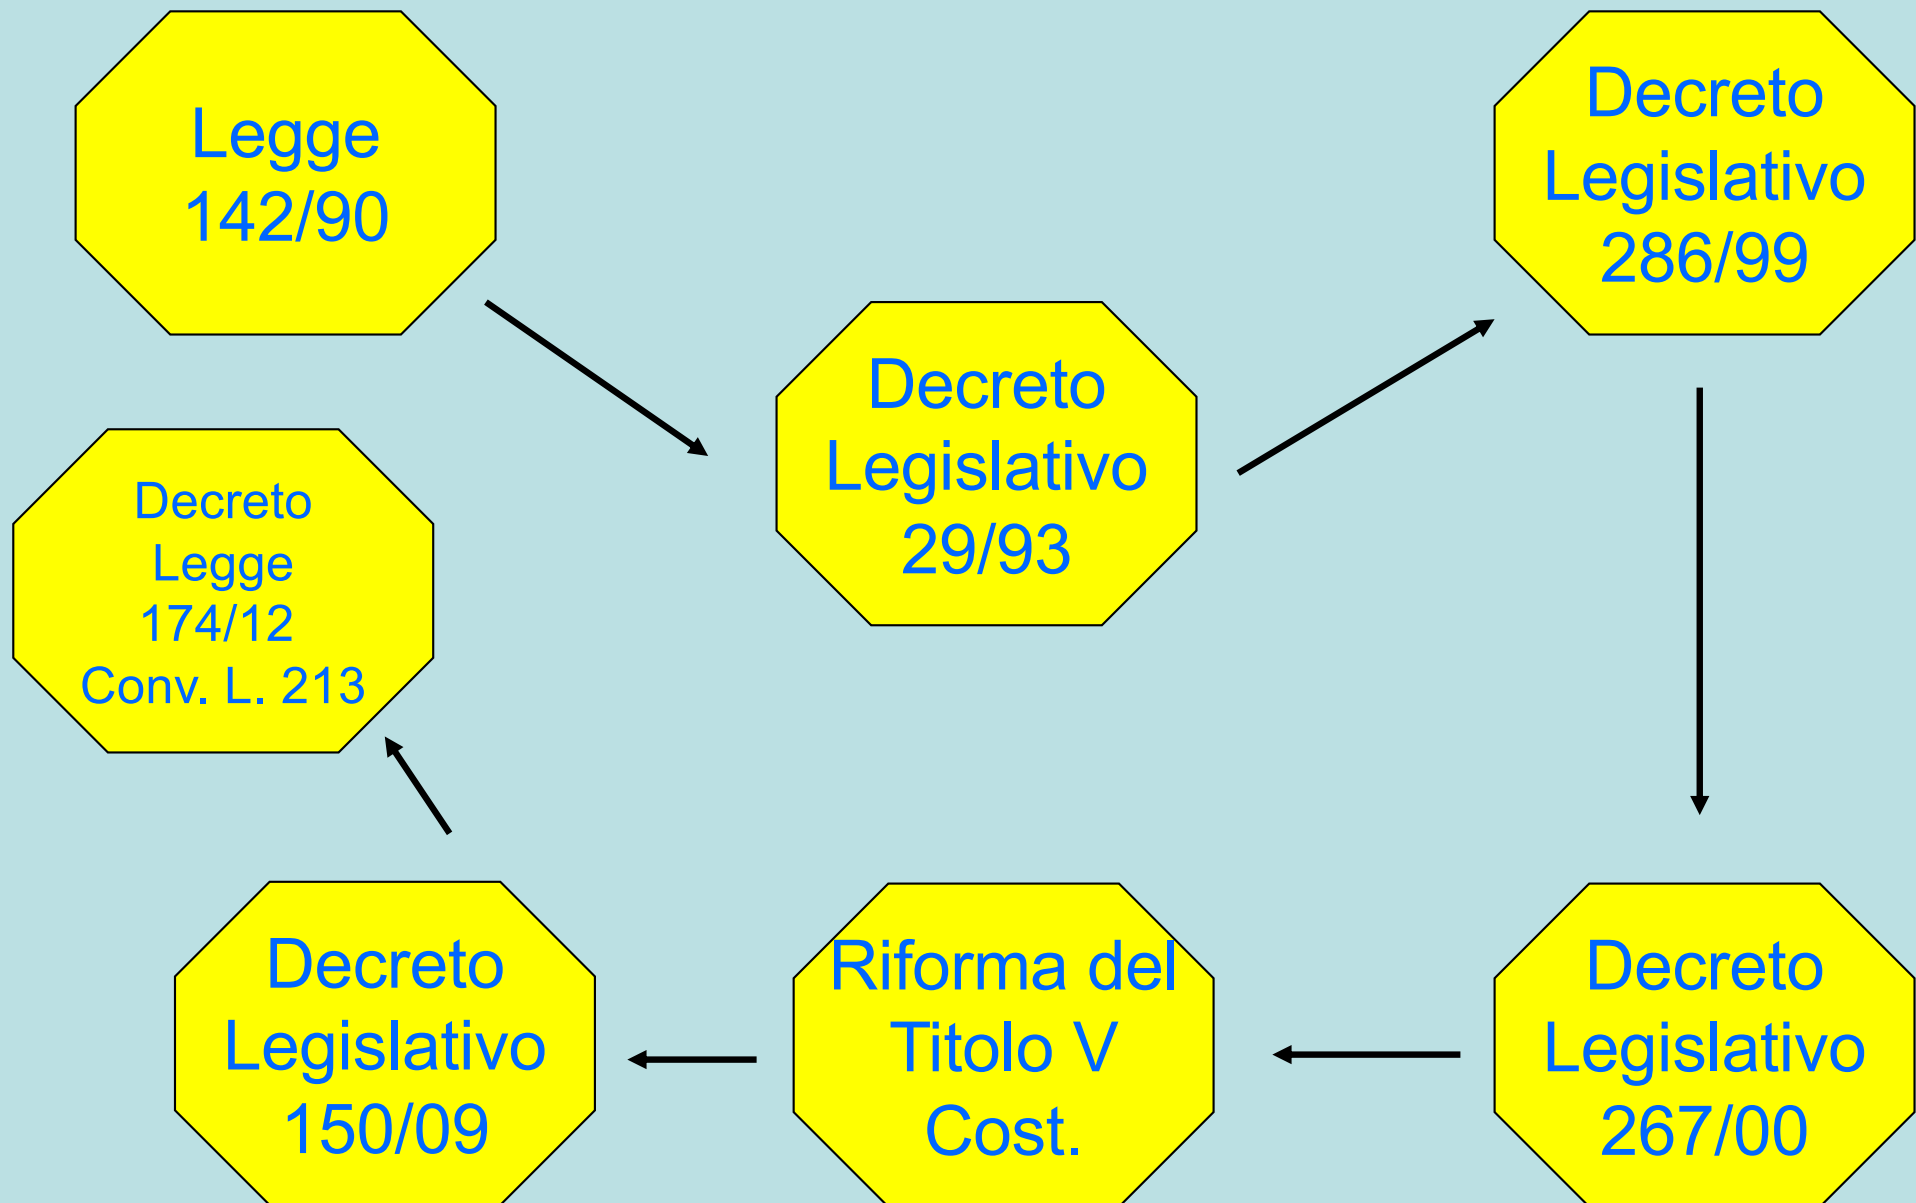 Legge
142/90
Decreto
Legislativo
29/93
Decreto
Legislativo
286/99
Decreto
Legislativo
267/00
Riforma del
Titolo V
Cost.
Decreto
Legislativo
150/09
Decreto
Legge
174/12
Conv. L. 213